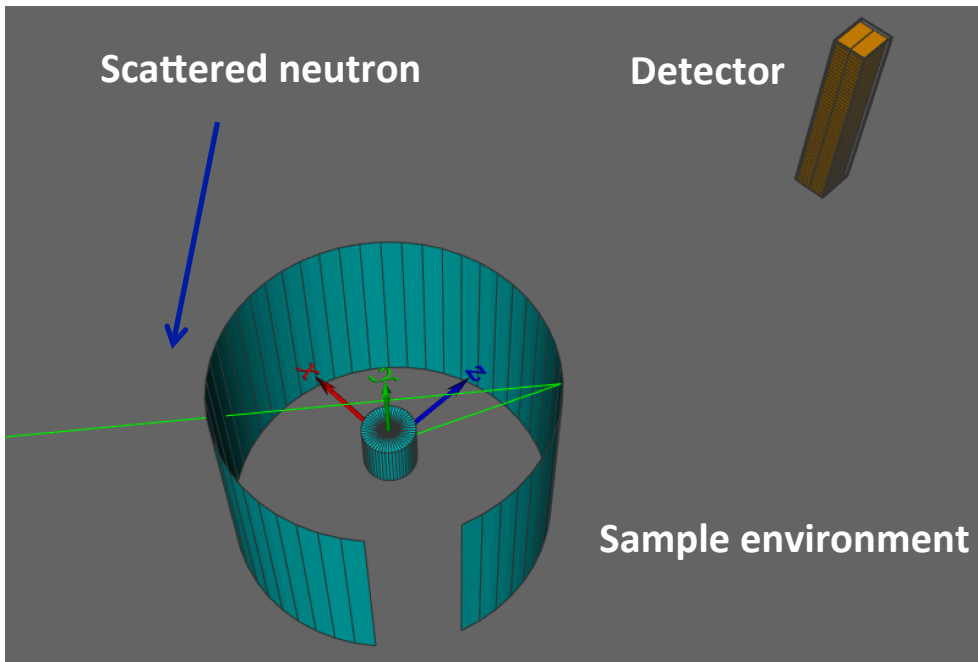 Scattered neutron
Detector
X
Y
Z
Sample environment